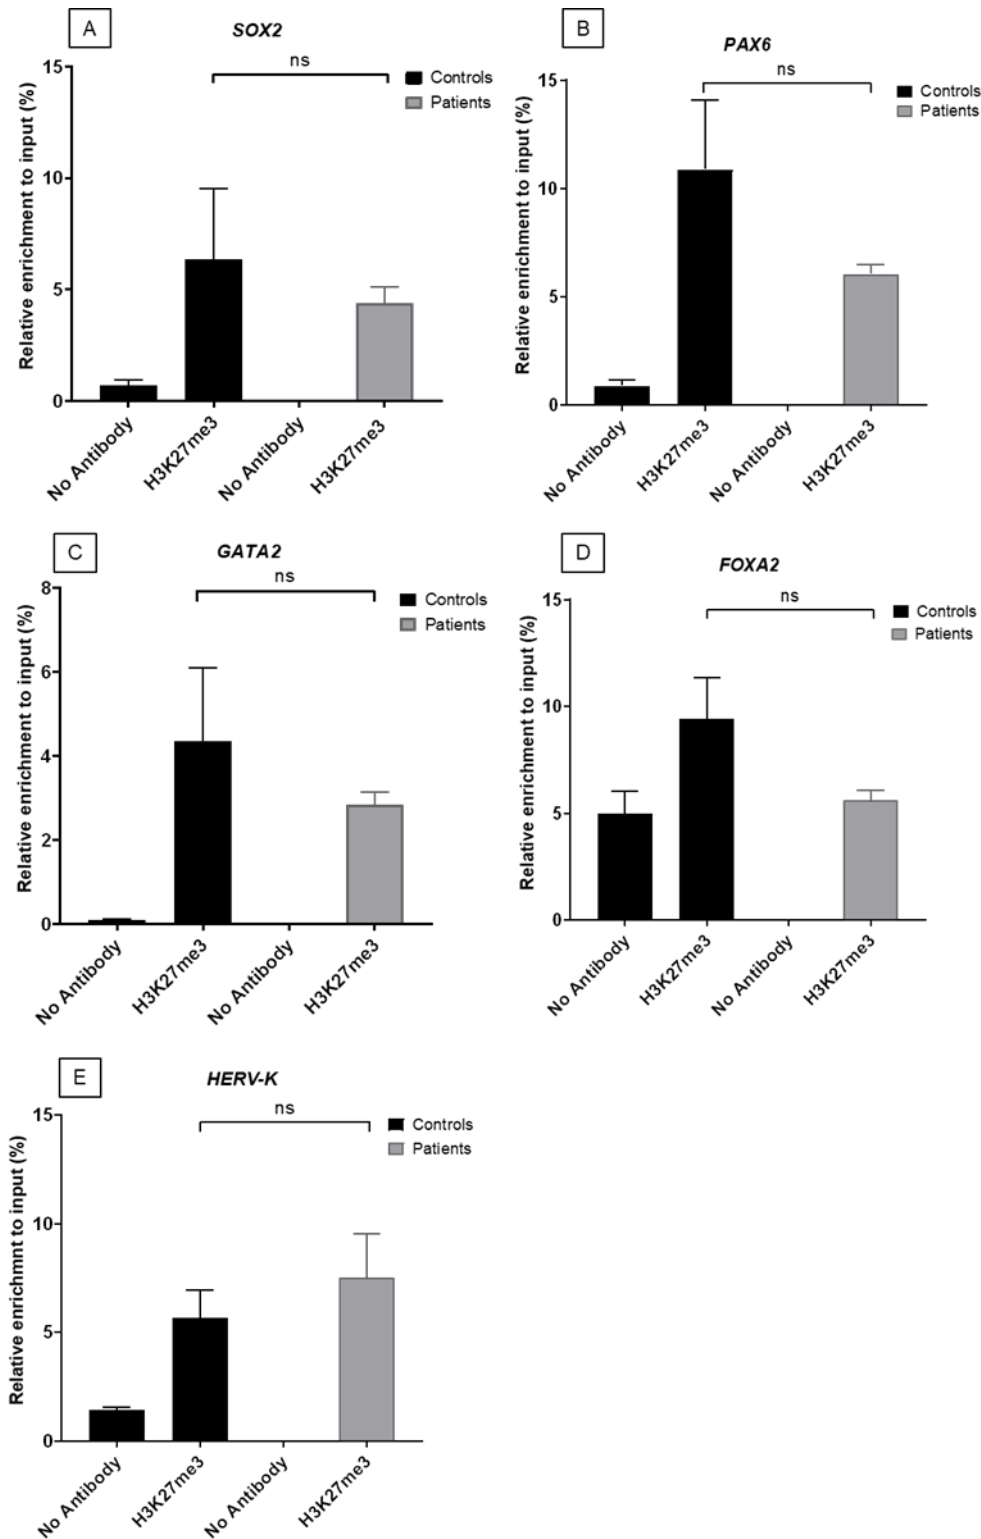 A
SOX2
ns
Controls
Patients
Relative enrichment to input (%)
15
10
5
0
No Antibody
H3K27me3
No Antibody
H3K27me3
B
PAX6
ns
Controls
Patients
Relative enrichment to input (%)
15
10
5
0
No Antibody
H3K27me3
No Antibody
H3K27me3
C
GATA2
ns
Controls
Patients
Relative enrichment to input (%)
8
6
4
2
0
No Antibody
H3K27me3
No Antibody
H3K27me3
D
FOXA2
ns
Controls
Patients
Relative enrichment to input (%)
15
10
5
0
No Antibody
H3K27me3
No Antibody
H3K27me3
E
HERV-K
ns
Controls
Patients
Relative enrichmnt to input (%)
15
10
5
0
No Antibody
H3K27me3
No Antibody
H3K27me3